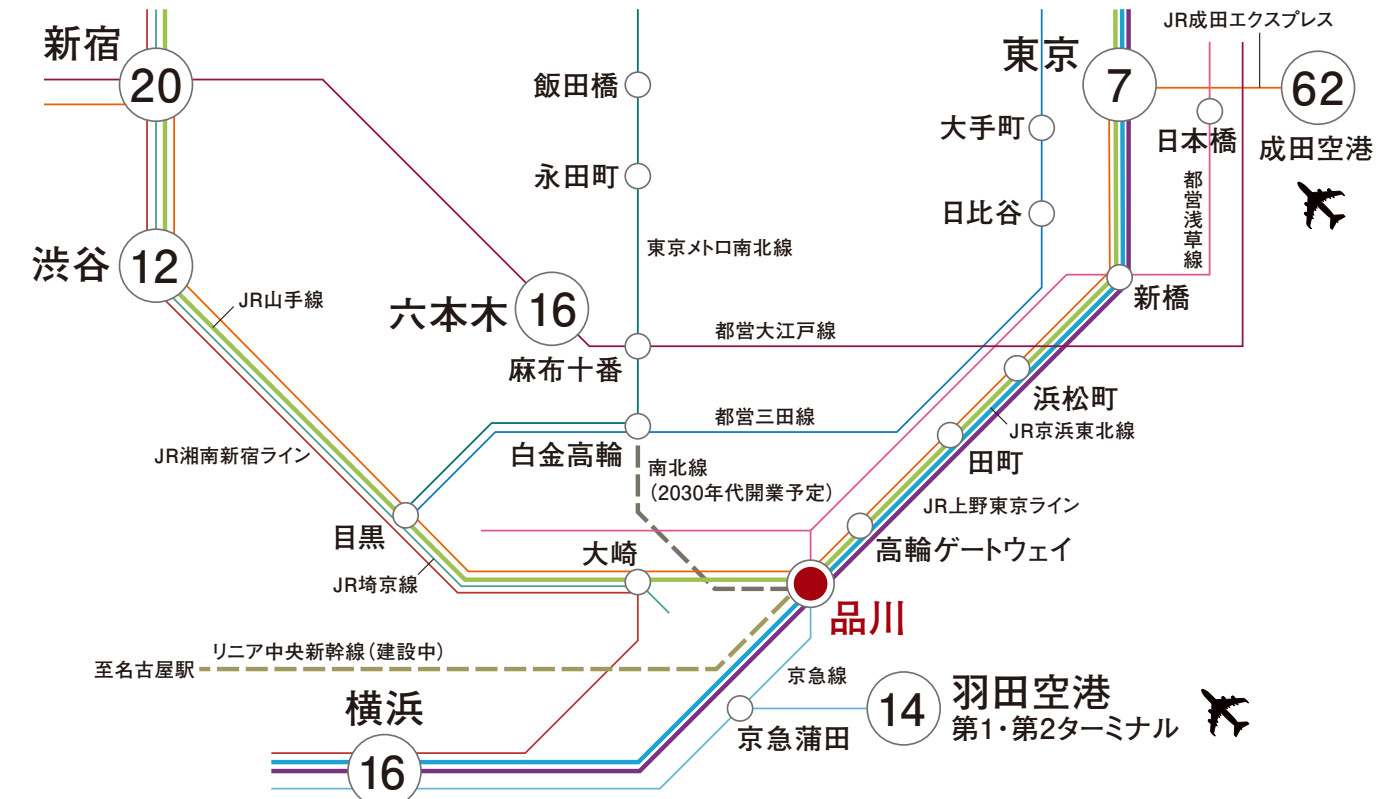 JR成田エクスプレス
新宿
20
東京
7
62
飯田橋
大手町
日本橋
成田空港
永田町
都営浅草線
日比谷
東京メトロ南北線
渋谷
12
JR山手線
新橋
六本木
16
都営大江戸線
麻布十番
浜松町
都営三田線
JR京浜東北線
JR湘南新宿ライン
白金高輪
南北線
（2030年代開業予定）
田町
JR上野東京ライン
目黒
大崎
高輪ゲートウェイ
JR埼京線
品川
リニア中央新幹線（建設中）
至名古屋駅
京急線
横浜
16
14
羽田空港
第1・第2ターミナル
京急蒲田